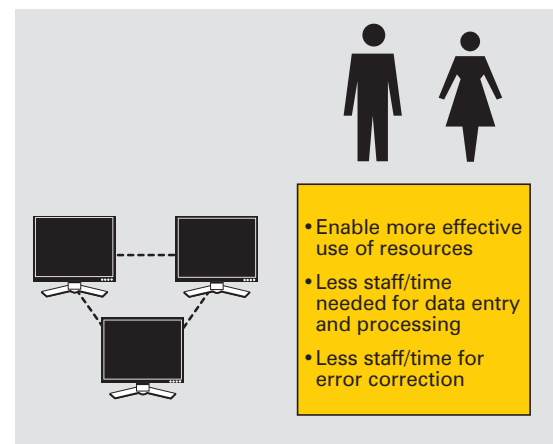 •Enable more effective
use of resources
•Less staff/time
needed for data entry
and processing
•Less staff/time for
error correction